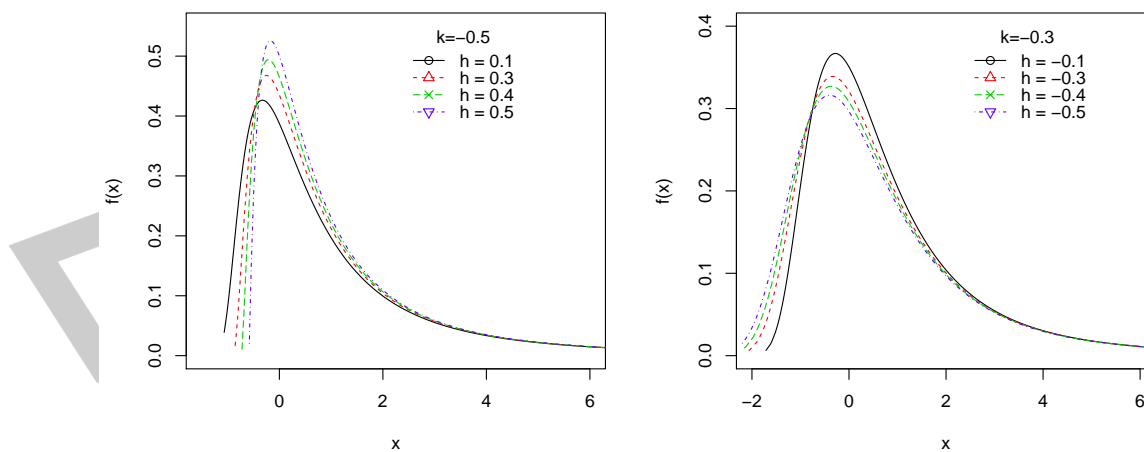 k=−0.5
h = 0.1
h = 0.3
h = 0.4
h = 0.5
f(x)
0.0
0.1
0.2
0.3
0.4
0.5
0 2 4 6
x
k=−0.3
h = −0.1
h = −0.3
h = −0.4
h = −0.5
f(x)
0.0
0.1
0.2
0.3
0.4
−2 0 2 4 6
x